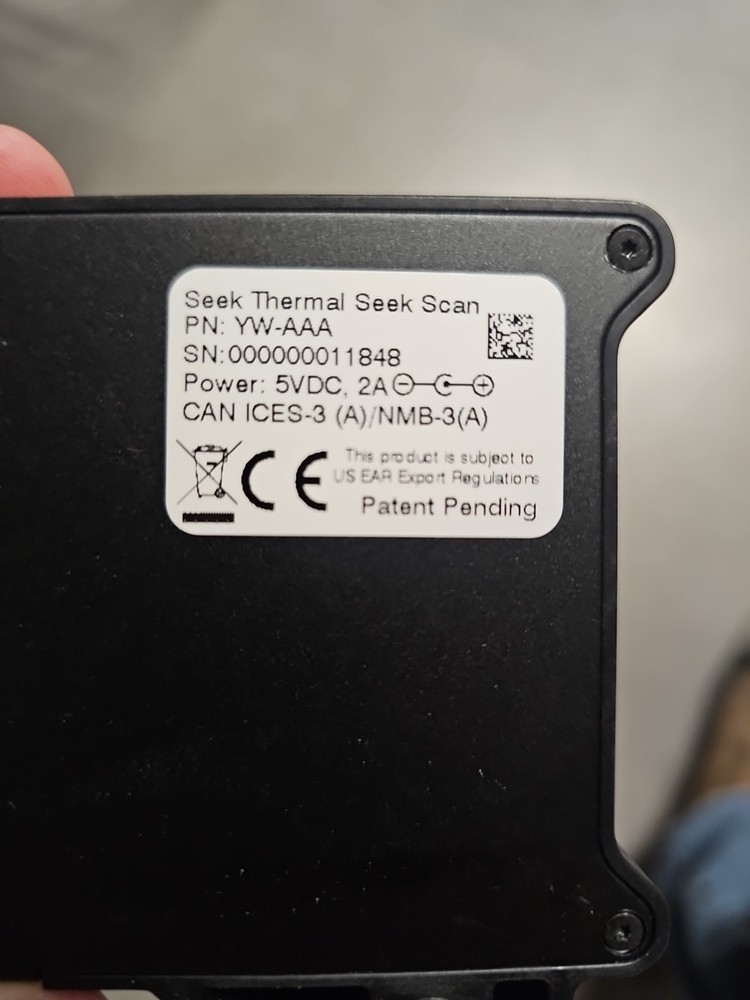 Seek Thermal Seek Scan
PN: YW-AAA
SN:000000011848
Power: 5VDC, 2A
CAN ICES-3 (A)/NMB-3(A)
CE
This product is subject to
US EAR Export Regulations
Patent Pending